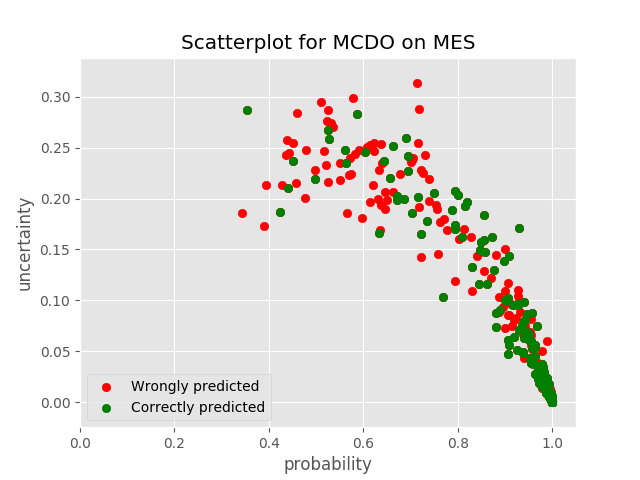 Scatterplot for MCDO on MES
uncertainty
0.30
0.25
0.20
0.15
0.10
0.05
0.00
Wrongly predicted
Correctly predicted
0.0 0.2 0.4 0.6 0.8 1.0
probability